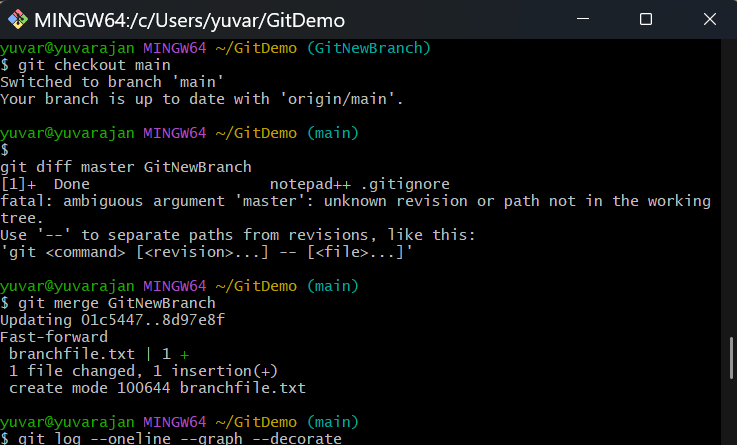 MINGW64:/c/Users/yuvar/GitDemo
yuvar@yuvarajan MINGW64 ~/GitDemo (GitNewBranch)
$ git checkout main
Switched to branch 'main'
Your branch is up to date with 'origin/main'.
yuvar@yuvarajan MINGW64 ~/GitDemo (main)
$
git diff master GitNewBranch
[1]+  Done                    notepad++ .gitignore
fatal: ambiguous argument 'master': unknown revision or path not in the working
tree.
Use '--' to separate paths from revisions, like this:
'git <command> [<revision>...] -- [<file>...]'
yuvar@yuvarajan MINGW64 ~/GitDemo (main)
$ git merge GitNewBranch
Updating 01c5447..8d97e8f
Fast-forward
 branchfile.txt | 1 +
 1 file changed, 1 insertion(+)
 create mode 100644 branchfile.txt
yuvar@yuvarajan MINGW64 ~/GitDemo (main)
$ git log --oneline --graph --decorate